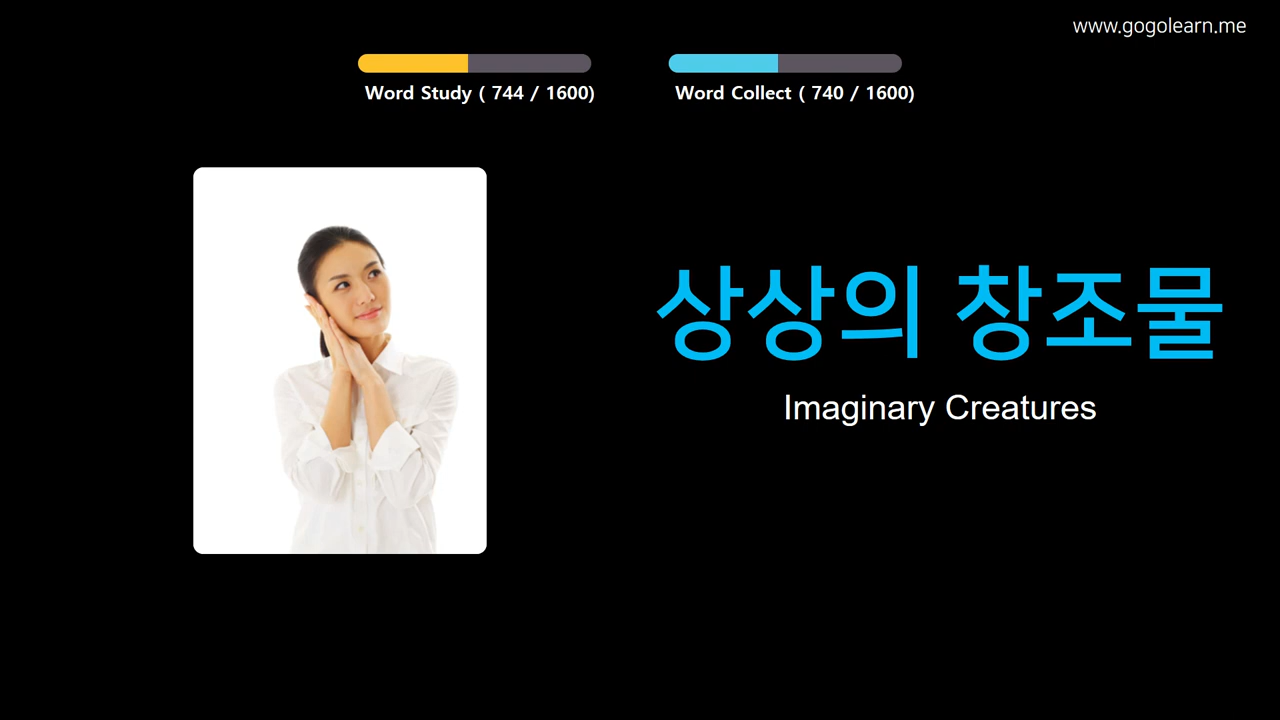 www.gogolearn.me
Word Study ( 744 / 1600)
Word Collect ( 740 / 1600)
상상의 창조물
Imaginary Creatures